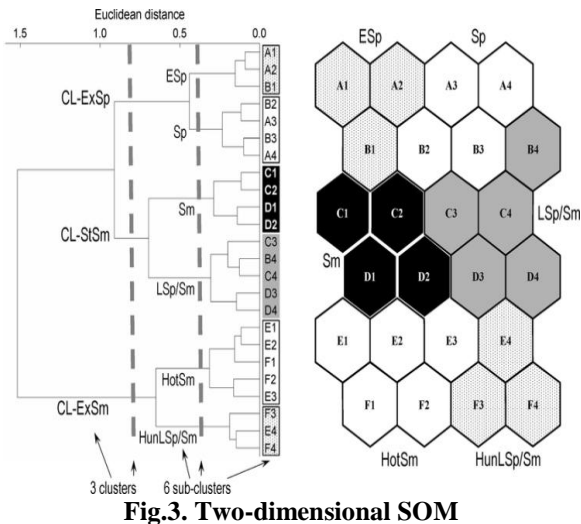 Euclidean distance
1.5 1.0 0.5 0.0
ESp
Sp
CL-ExSp
CL-StSm
Sm
LSp/Sm
CL-ExSm
HotSm
HunLSp/Sm
A1
A2
B1
B2
A3
B3
A4
C1
C2
D1
D2
C3
B4
C4
D3
D4
E1
E2
F1
F2
E3
F3
E4
F4
3 clusters 6 sub-clusters
ESp Sp
A1 A2 A3 A4
B1 B2 B3 B4
C1 C2 C3 C4
LSp/Sm
Sm
D1 D2 D3 D4
E1 E2 E3 E4
F1 F2 F3 F4
HotSm HunLSp/Sm
Fig.3. Two-dimensional SOM